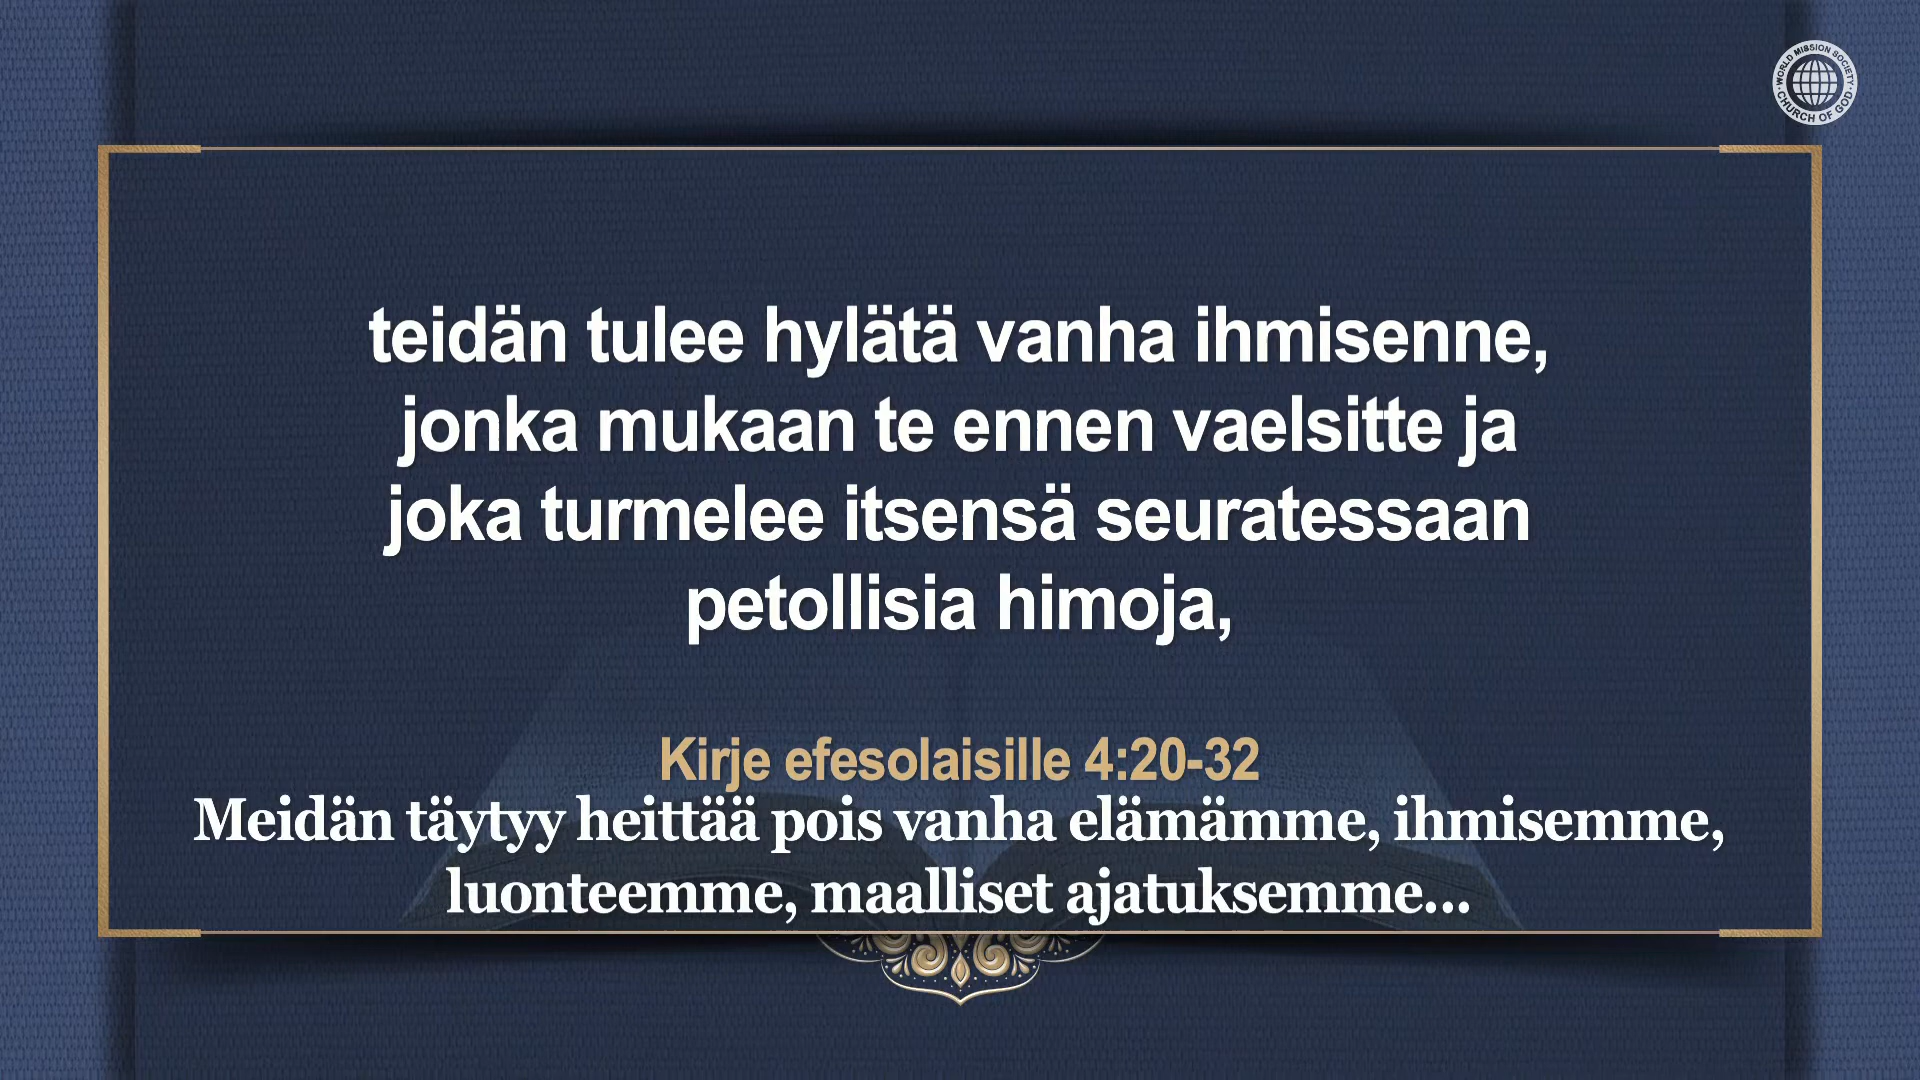 WORLD MISSION SOCIETY
CHURCH OF GOD
teidän tulee hylätä vanha ihmisenne,
jonka mukaan te ennen vaelsitte ja
joka turmelee itsensä seuratessaan
petollisia himoja,
Kirje efesolaisille 4:20-32
Meidän täytyy heittää pois vanha elämämme, ihmisemme,
luonteemme, maalliset ajatuksemme...